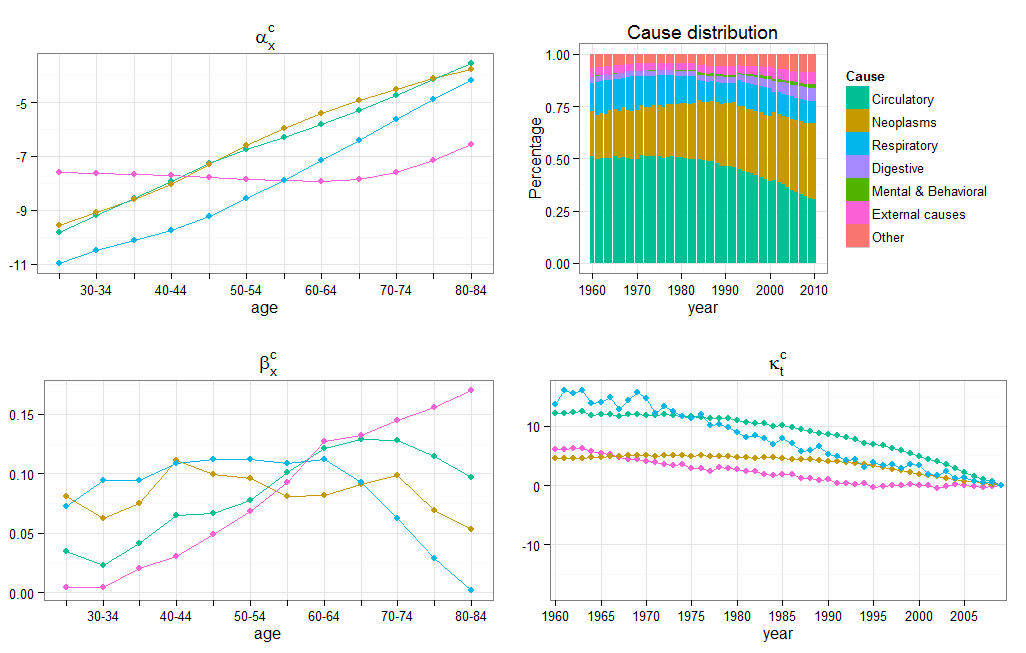 α_x^c
-5
-7
-9
-11
30-34 40-44 50-54 60-64 70-74 80-84
age
Cause distribution
Percentage
1.00
0.75
0.50
0.25
0.00
1960 1970 1980 1990 2000 2010
year
Cause
Circulatory
Neoplasms
Respiratory
Digestive
Mental & Behavioral
External causes
Other
β_x^c
0.15
0.10
0.05
0.00
30-34 40-44 50-54 60-64 70-74 80-84
age
κ_t^c
10
0
-10
1960 1965 1970 1975 1980 1985 1990 1995 2000 2005
year